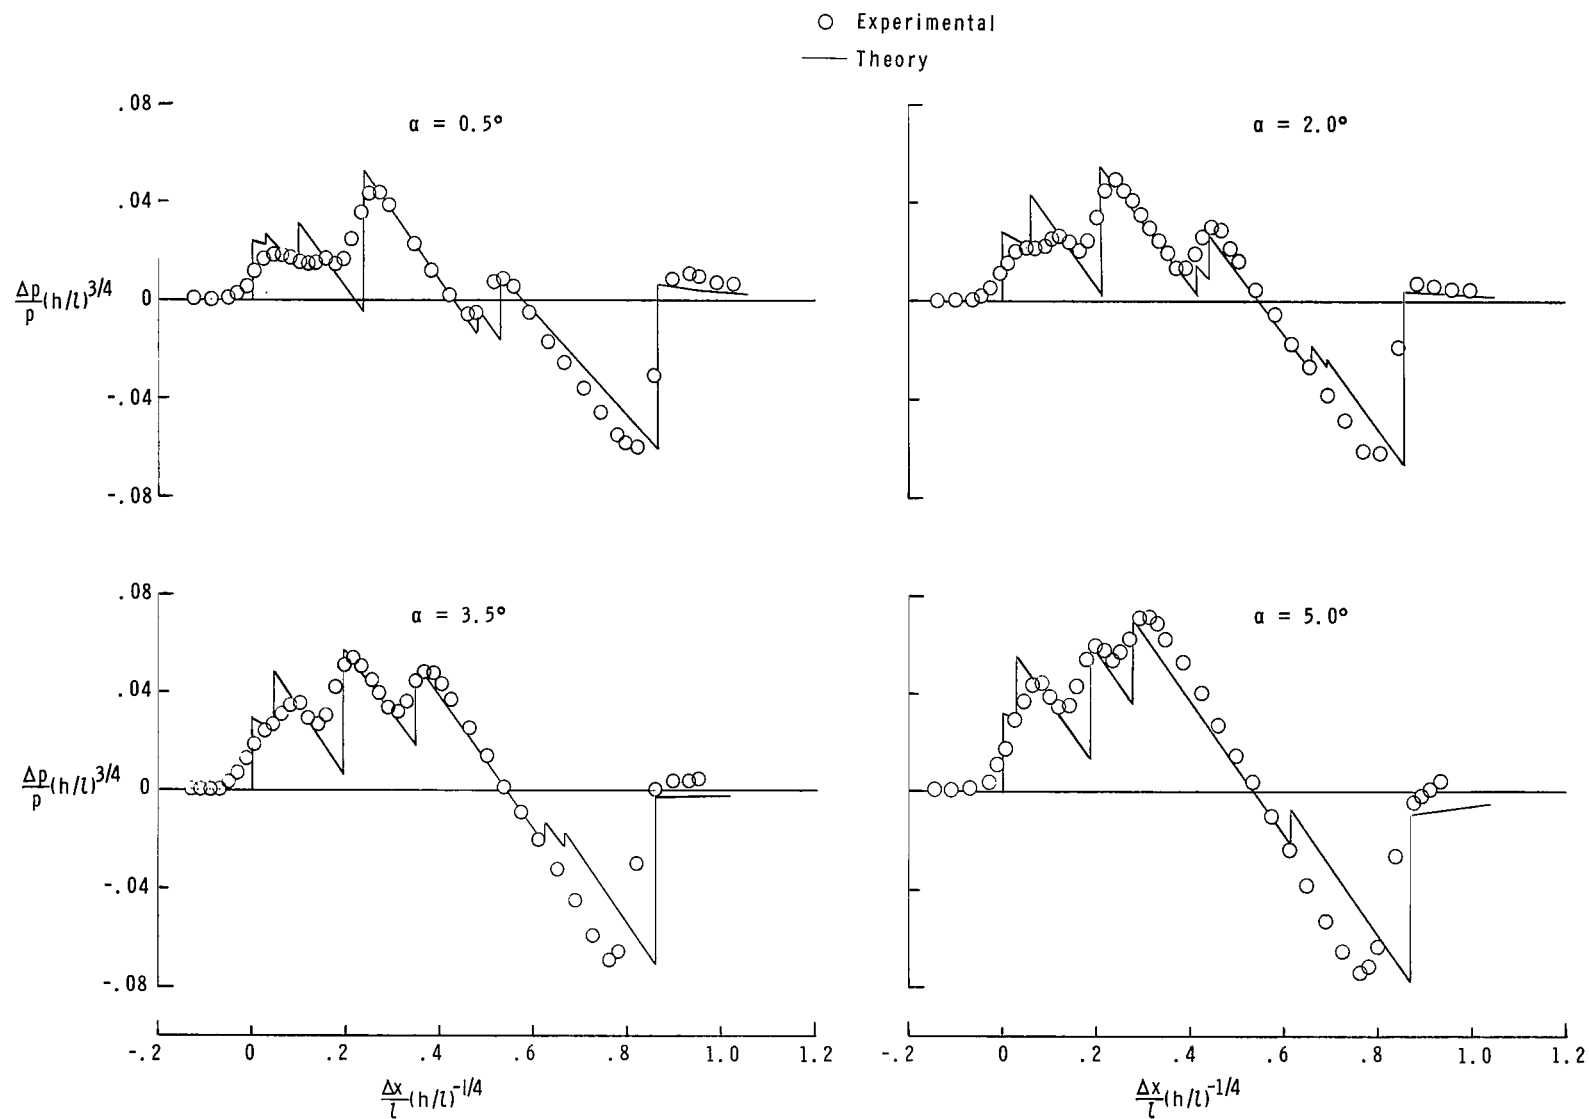 Experimental
Theory
α = 0.5°
α = 2.0°
.08
.04
0
-.04
-.08
Δp/p (h/l)^3/4
α = 3.5°
α = 5.0°
.08
.04
0
-.04
-.08
Δp/p (h/l)^3/4
-.2 0 .2 .4 .6 .8 1.0 1.2
-.2 0 .2 .4 .6 .8 1.0 1.2
Δx/l (h/l)^-1/4
Δx/l (h/l)^-1/4